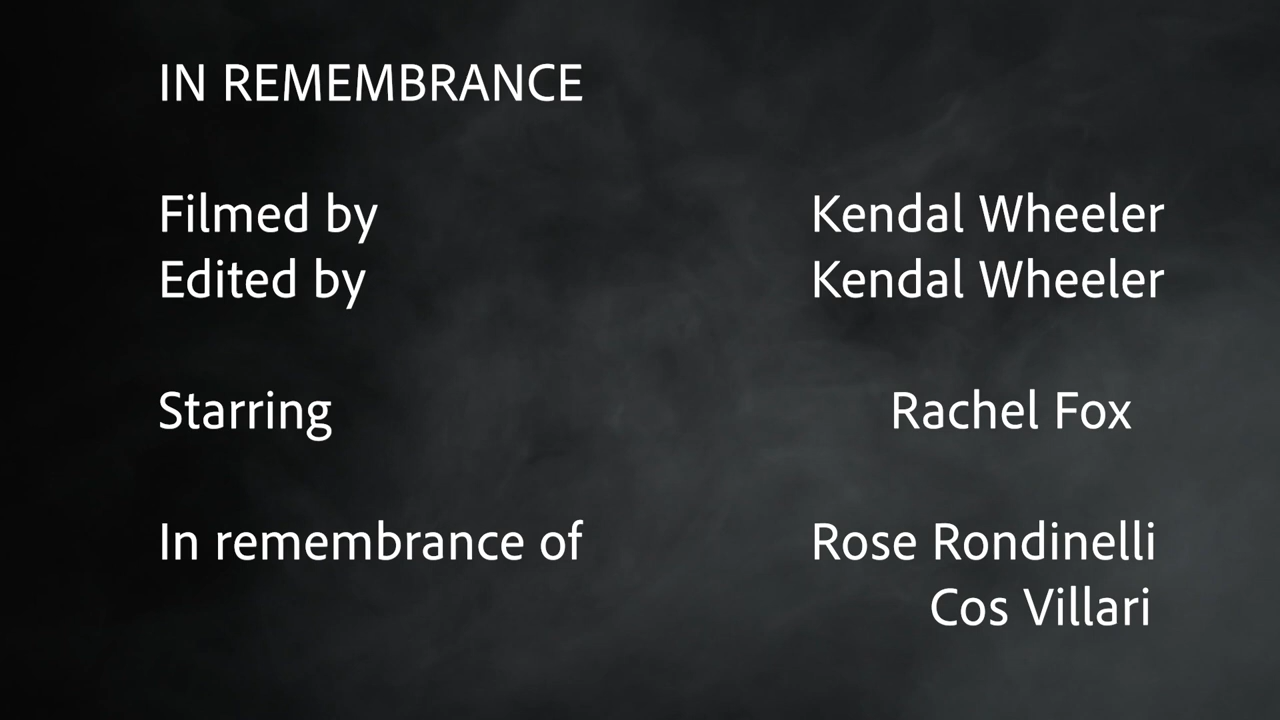 IN REMEMBRANCE
Filmed by Kendal Wheeler
Edited by Kendal Wheeler
Starring Rachel Fox
In remembrance of Rose Rondinelli
Cos Villari